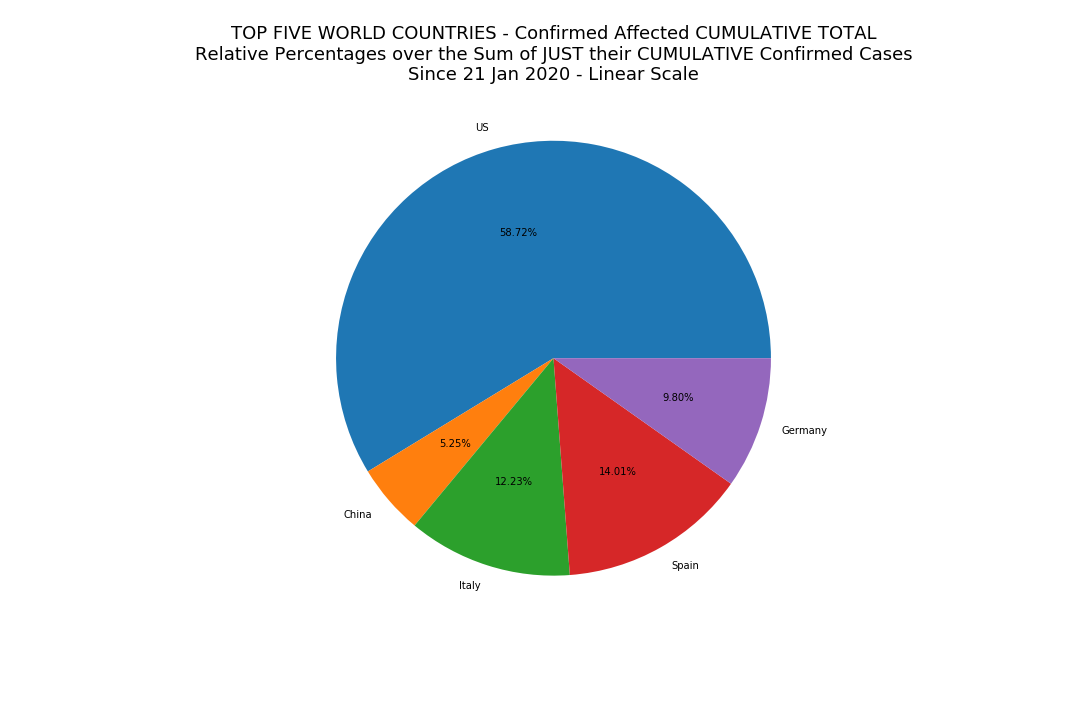 TOP FIVE WORLD COUNTRIES - Confirmed Affected CUMULATIVE TOTAL
Relative Percentages over the Sum of JUST their CUMULATIVE Confirmed Cases
Since 21 Jan 2020 - Linear Scale
US
58.72%
9.80%
Germany
5.25%
14.01%
12.23%
China
Spain
Italy